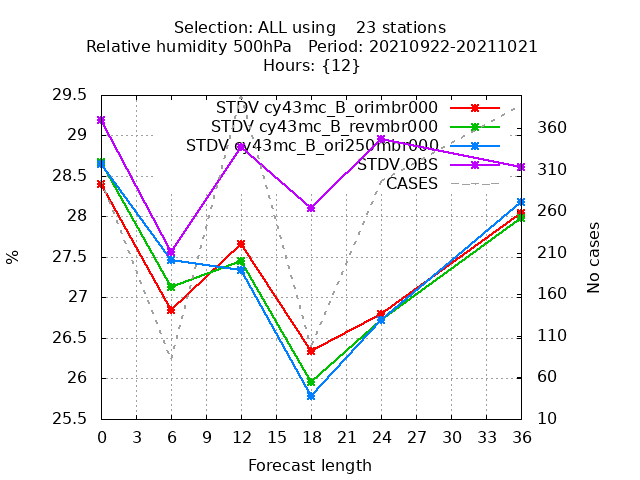 Selection: ALL using    23 stations
Relative humidity 500hPa   Period: 20210922-20211021
Hours: {12}
STDV cy43mc_B_orimbr000
STDV cy43mc_B_revmbr000
STDV cy43mc_B_ori250mbr000
STDV OBS
CASES
29.5
29
28.5
28
27.5
27
26.5
26
25.5
%
360
310
260
210
160
110
60
10
No cases
0 3 6 9 12 15 18 21 24 27 30 33 36
Forecast length